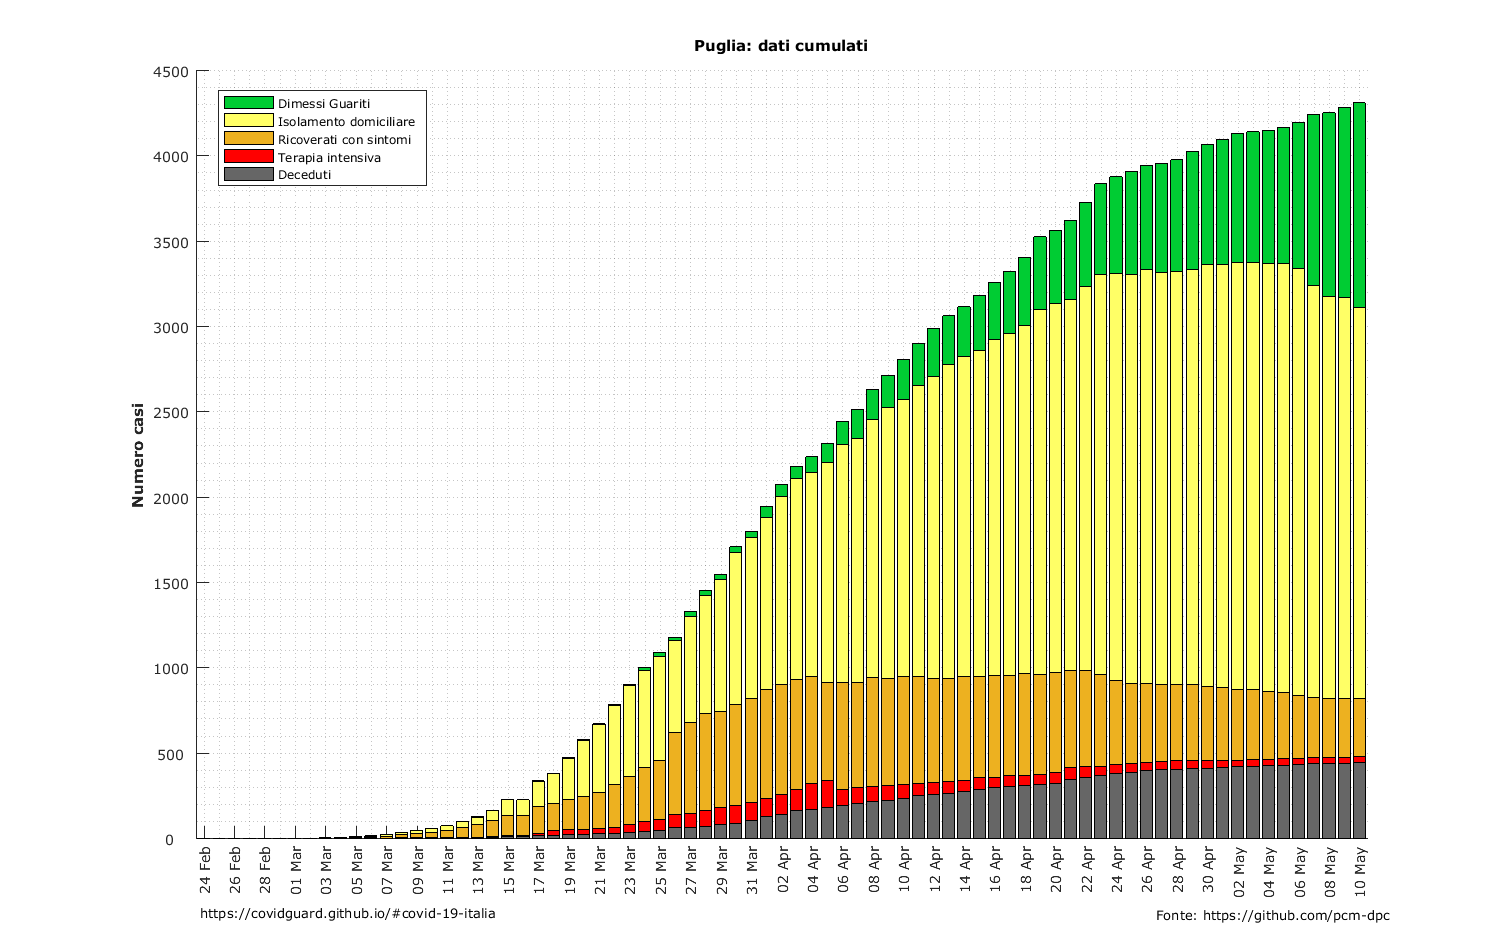 Puglia: dati cumulati
4500
4000
3500
3000
2500
2000
1500
1000
500
0
Numero casi
Dimessi Guariti
Isolamento domiciliare
Ricoverati con sintomi
Terapia intensiva
Deceduti
24 Feb
26 Feb
28 Feb
01 Mar
03 Mar
05 Mar
07 Mar
09 Mar
11 Mar
13 Mar
15 Mar
17 Mar
19 Mar
21 Mar
23 Mar
25 Mar
27 Mar
29 Mar
31 Mar
02 Apr
04 Apr
06 Apr
08 Apr
10 Apr
12 Apr
14 Apr
16 Apr
18 Apr
20 Apr
22 Apr
24 Apr
26 Apr
28 Apr
30 Apr
02 May
04 May
06 May
08 May
10 May
https://covidguard.github.io/#covid-19-italia
Fonte: https://github.com/pcm-dpc